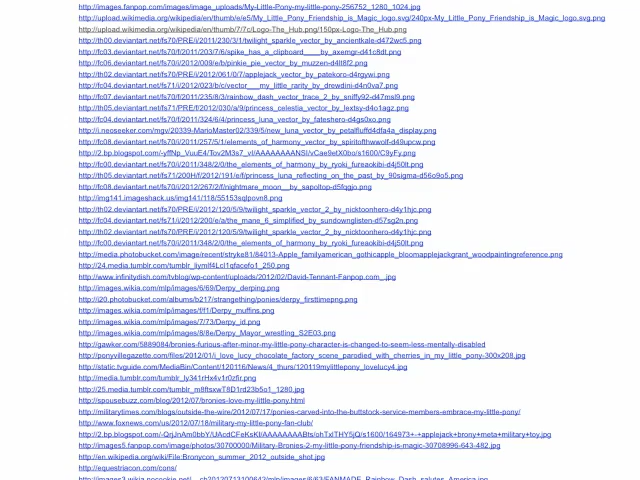 http://images.fanpop.com/images/image_uploads/My-Little-Pony-my-little-pony-256752_1280_1024.jpg
http://upload.wikimedia.org/wikipedia/en/thumb/e/e5/My_Little_Pony_Friendship_is_Magic_logo.svg/240px-My_Little_Pony_Friendship_is_Magic_logo.svg.png
http://upload.wikimedia.org/wikipedia/en/thumb/7/7c/Logo-The_Hub.png/150px-Logo-The_Hub.png
http://th00.deviantart.net/fs70/PRE/i/2011/230/3/1/twilight_sparkle_vector_by_ancientkale-d472wc5.png
http://fc03.deviantart.net/fs70/f/2011/203/7/6/spike_has_a_clipboard____by_axemgr-d41c8dt.png
http://fc06.deviantart.net/fs70/i/2012/009/e/b/pinkie_pie_vector_by_muzzen-d4ll8f2.png
http://th02.deviantart.net/fs70/PRE/i/2012/061/0/7/applejack_vector_by_patekoro-d4rgywi.png
http://fc04.deviantart.net/fs71/i/2012/023/b/c/vector___my_little_rarity_by_drewdini-d4n0va7.png
http://fc07.deviantart.net/fs70/f/2011/235/8/3/rainbow_dash_vector_trace_2_by_sniffy92-d47msl9.png
http://th05.deviantart.net/fs71/PRE/f/2012/030/a/9/princess_celestia_vector_by_lextsy-d4o1agz.png
http://fc04.deviantart.net/fs70/f/2011/324/6/4/princess_luna_vector_by_fateshero-d4gs0xo.png
http://i.neoseeker.com/mgv/20339-MarioMaster02/339/5/new_luna_vector_by_petalfluffd4dfa4a_display.png
http://fc08.deviantart.net/fs70/i/2011/257/5/1/elements_of_harmony_vector_by_spiritofthwwolf-d49upcw.png
http://2.bp.blogspot.com/-yffNp_VuuE4/Tov2M3s7_vI/AAAAAAAANSI/vCae9etX0bo/s1600/C9yFy.png
http://fc00.deviantart.net/fs70/i/2011/348/2/0/the_elements_of_harmony_by_ryoki_fureaokibi-d4j50lt.png
http://th05.deviantart.net/fs71/200H/f/2012/191/e/f/princess_luna_reflecting_on_the_past_by_90sigma-d56o9o5.png
http://fc08.deviantart.net/fs70/i/2012/267/2/f/nightmare_moon__by_sapoltop-d5fqgjo.png
http://img141.imageshack.us/img141/118/55153sqlpovn8.png
http://th02.deviantart.net/fs70/PRE/i/2012/120/5/9/twilight_sparkle_vector_2_by_nicktoonhero-d4y1hjc.png
http://fc04.deviantart.net/fs71/i/2012/200/e/a/the_mane_6_simplified_by_sundownglisten-d57sg2n.png
http://th02.deviantart.net/fs70/PRE/i/2012/120/5/9/twilight_sparkle_vector_2_by_nicktoonhero-d4y1hjc.png
http://fc00.deviantart.net/fs70/i/2011/348/2/0/the_elements_of_harmony_by_ryoki_fureaokibi-d4j50lt.png
http://media.photobucket.com/image/recent/stryke81/84013-Apple_familyamerican_gothicapple_bloomapplejackgrant_woodpaintingreference.png
http://24.media.tumblr.com/tumblr_liymlf4Lcl1qfacefo1_250.png
http://www.infinitydish.com/tvblog/wp-content/uploads/2012/02/David-Tennant-Fanpop.com_.jpg
http://images.wikia.com/mlp/images/6/69/Derpy_derping.png
http://i20.photobucket.com/albums/b217/strangething/ponies/derpy_firsttimepng.png
http://images.wikia.com/mlp/images/f/f1/Derpy_muffins.png
http://images.wikia.com/mlp/images/7/73/Derpy_id.png
http://images.wikia.com/mlp/images/8/8e/Derpy_Mayor_wrestling_S2E03.png
http://gawker.com/5889084/bronies-furious-after-minor-my-little-pony-character-is-changed-to-seem-less-mentally-disabled
http://ponyvillegazette.com/files/2012/01/i_love_lucy_chocolate_factory_scene_parodied_with_cherries_in_my_little_pony-300x208.jpg
http://static.tvguide.com/MediaBin/Content/120116/News/4_thurs/120119mylittlepony_lovelucy4.jpg
http://media.tumblr.com/tumblr_ly341rHx4v1r0zfir.png
http://25.media.tumblr.com/tumblr_m8ftsxwT8D1rd23b5o1_1280.jpg
http://spousebuzz.com/blog/2012/07/bronies-love-my-little-pony.html
http://militarytimes.com/blogs/outside-the-wire/2012/07/17/ponies-carved-into-the-buttstock-service-members-embrace-my-little-pony/
http://www.foxnews.com/us/2012/07/18/military-my-little-pony-fan-club/
http://2.bp.blogspot.com/-QrjJnAm0bbY/UAcdCFeKsKI/AAAAAAAABts/ohTxlTHY5jQ/s1600/164973+-+applejack+brony+meta+military+toy.jpg
http://images5.fanpop.com/image/photos/30700000/Military-Bronies-2-my-little-pony-friendship-is-magic-30708996-643-482.jpg
http://en.wikipedia.org/wiki/File:Bronycon_summer_2012_outside_shot.jpg
http://equestriacon.com/cons/